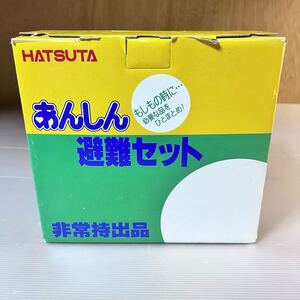 HATSUTA
もしもの時に…
必要な品を
ひとまとめ!
あんしん
避難セット
非常持出品